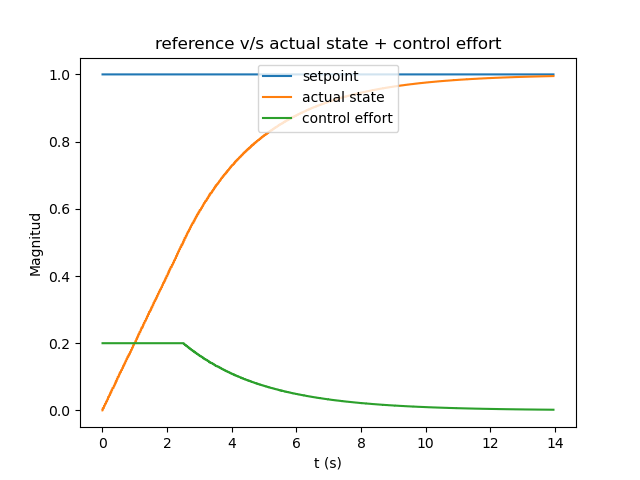 reference v/s actual state + control effort
setpoint
actual state
control effort
1.0
0.8
0.6
0.4
0.2
0.0
Magnitud
0 2 4 6 8 10 12 14
t (s)